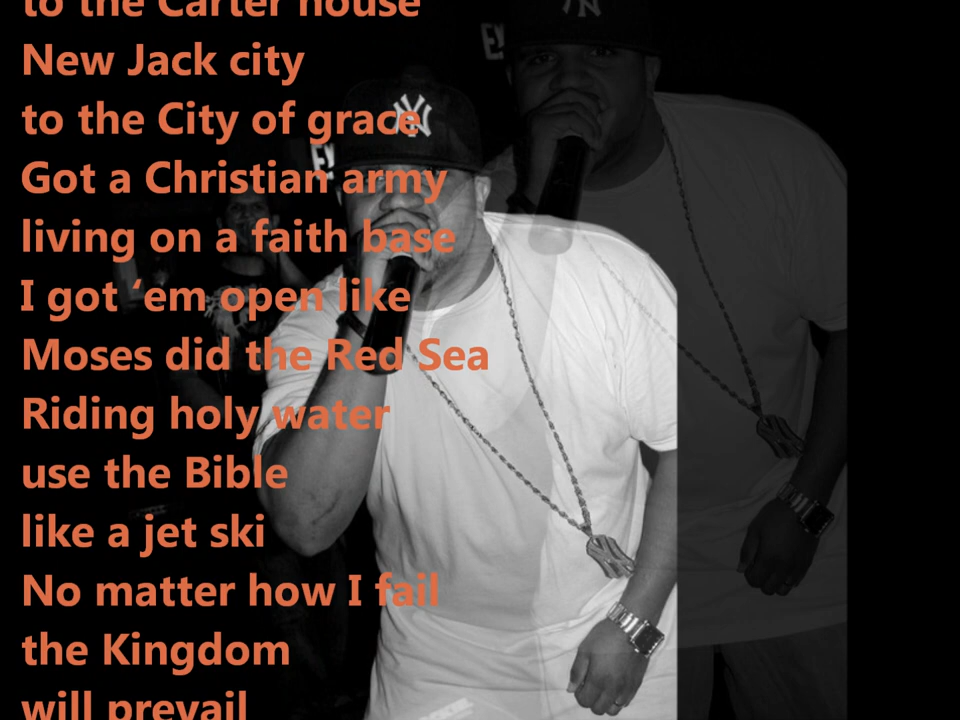 to the Carter house
New Jack city
to the City of grace
Got a Christian army
living on a faith base
I got ‘em open like
Moses did the Red Sea
Riding holy water
use the Bible
like a jet ski
No matter how I fail
the Kingdom
will prevail
NY
NY